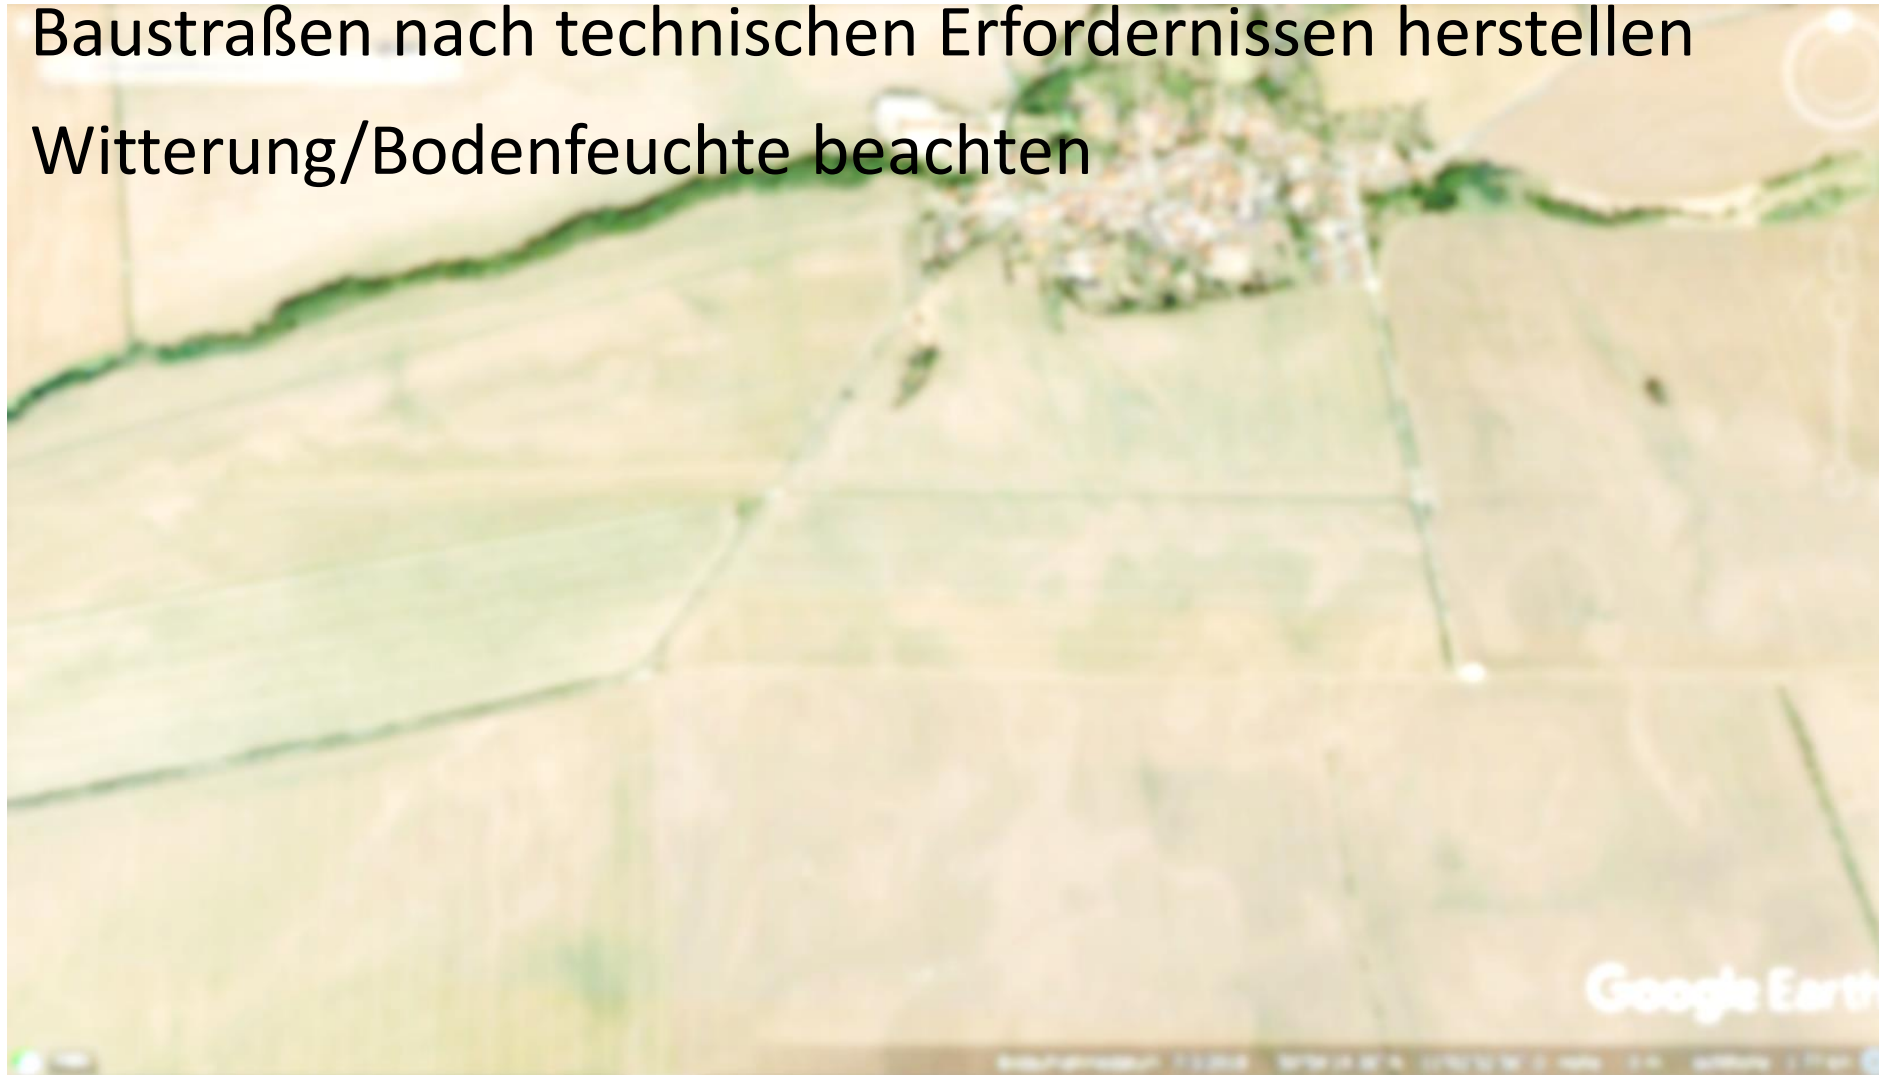 Baustraßen nach technischen Erfordernissen herstellen
Witterung/Bodenfeuchte beachten
Google Earth